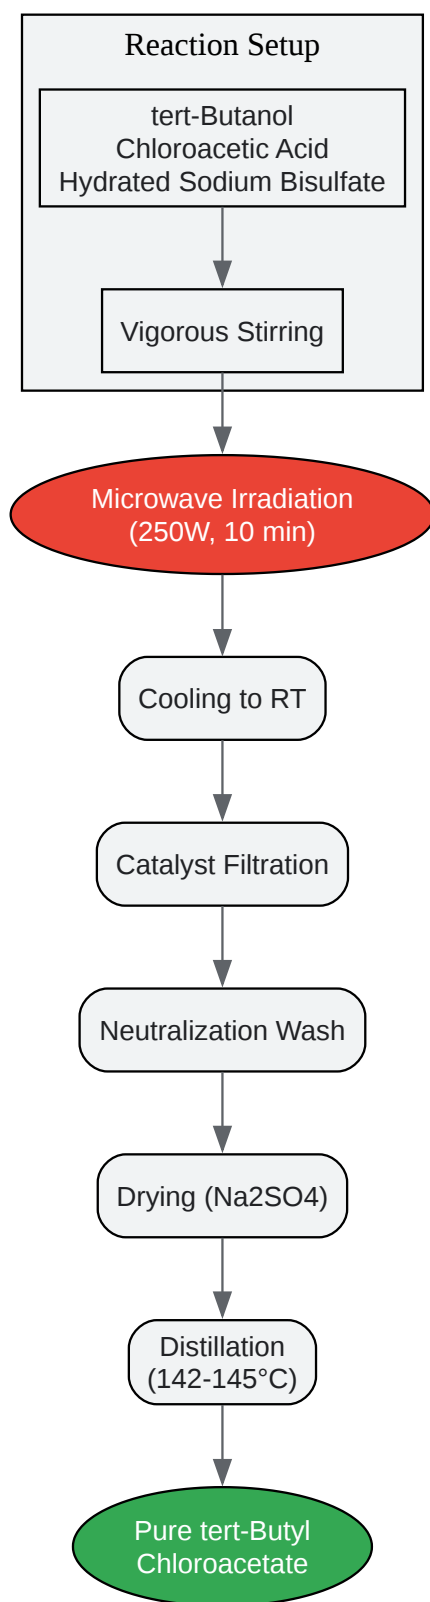 Reaction Setup
tert-Butanol
Chloroacetic Acid
Hydrated Sodium Bisulfate
Vigorous Stirring
Microwave Irradiation
(250W, 10 min)
Cooling to RT
Catalyst Filtration
Neutralization Wash
Drying (Na2SO4)
Distillation
(142-145°C)
Pure tert-Butyl
Chloroacetate